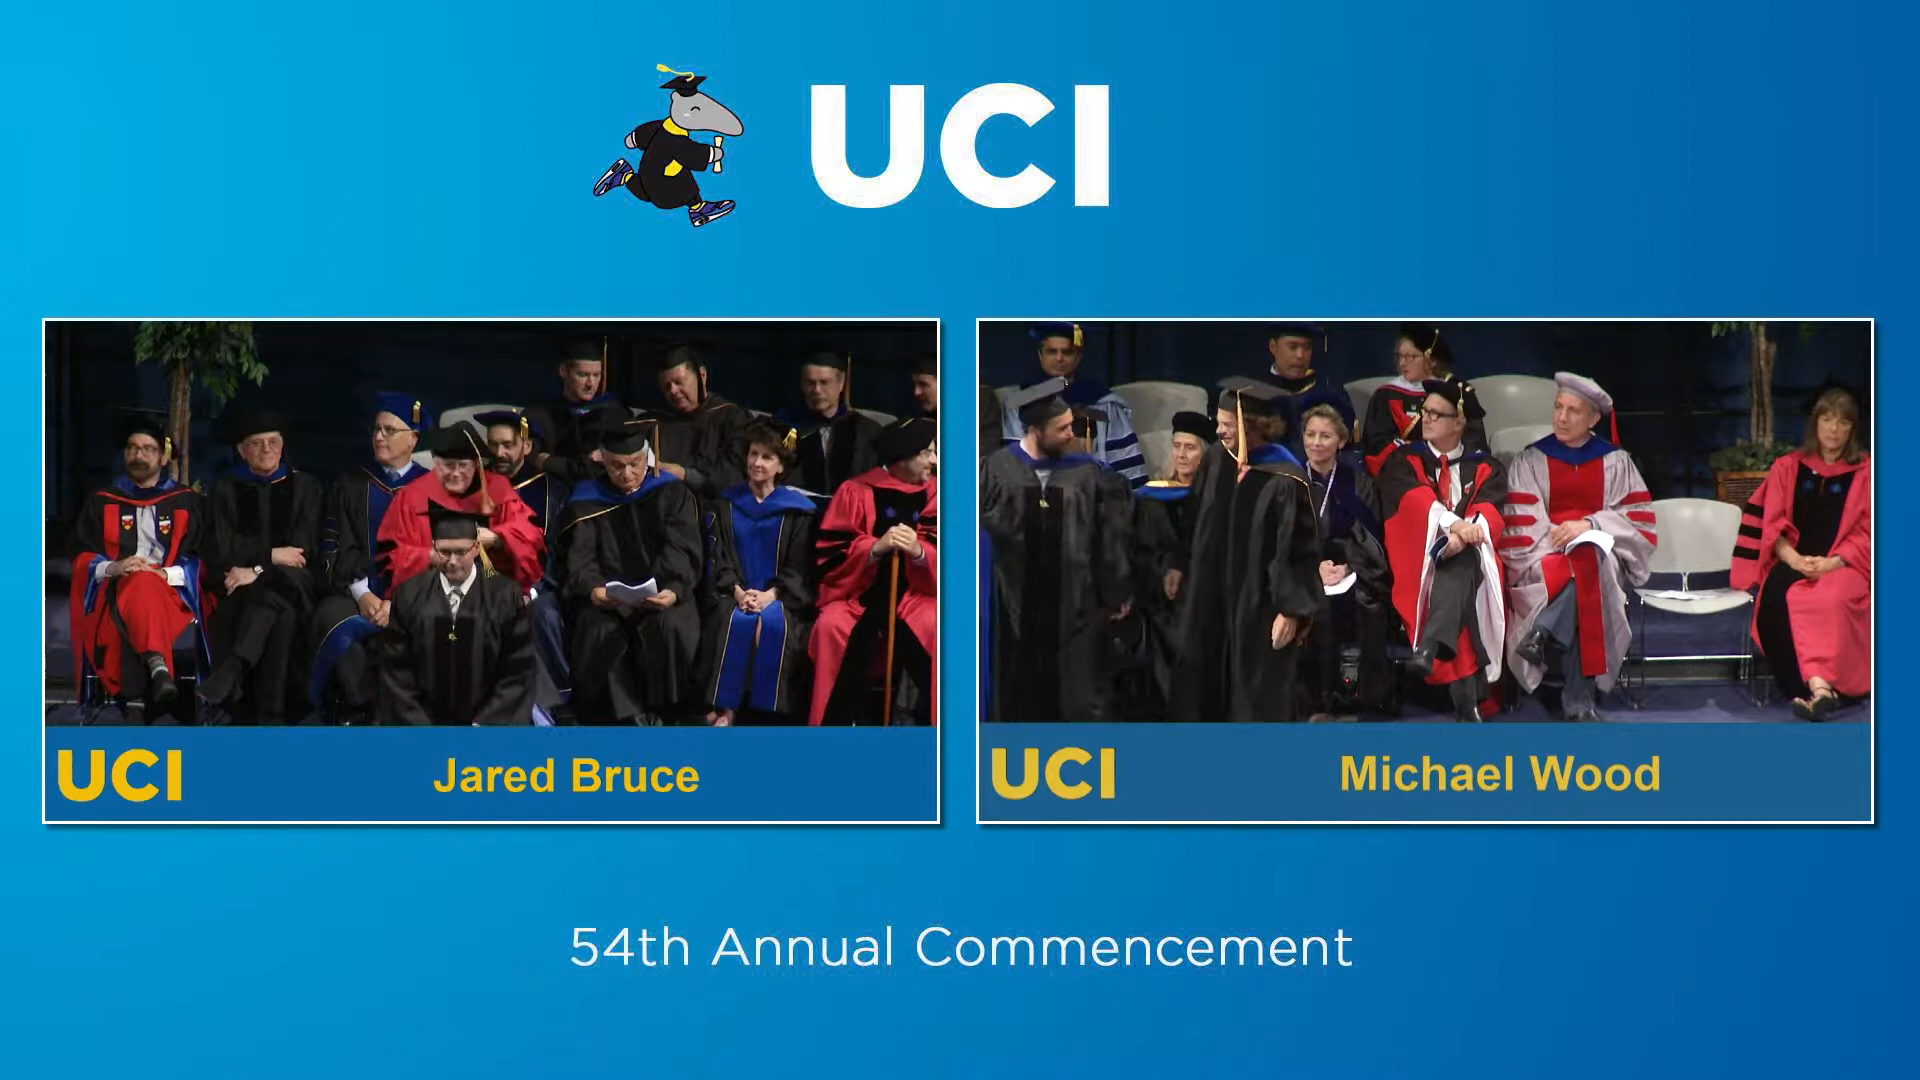 UCI
UCI
Jared Bruce
UCI
Michael Wood
54th Annual Commencement